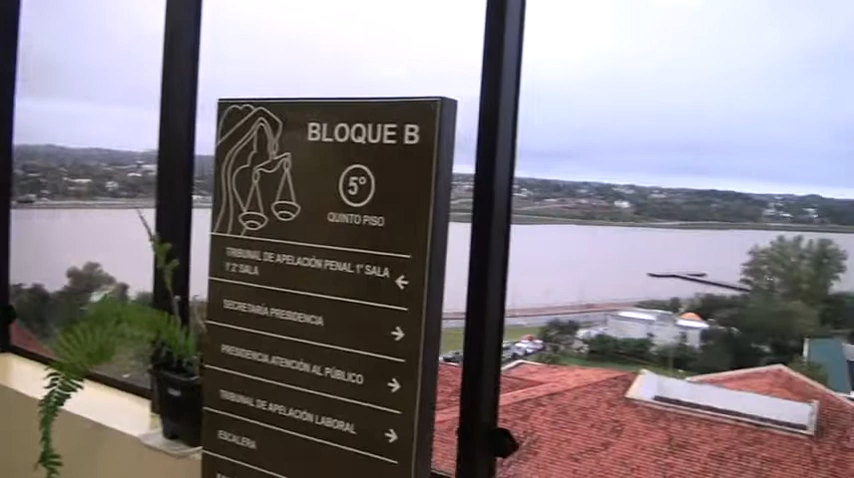 BLOQUE B
5°
QUINTO PISO
TRIBUNAL DE APELACIÓN PENAL 1° SALA
Y 2° SALA
SECRETARÍA PRESIDENCIA
PRESIDENCIA ATENCIÓN AL PÚBLICO
TRIBUNAL DE APELACIÓN LABORAL
ESCALERA